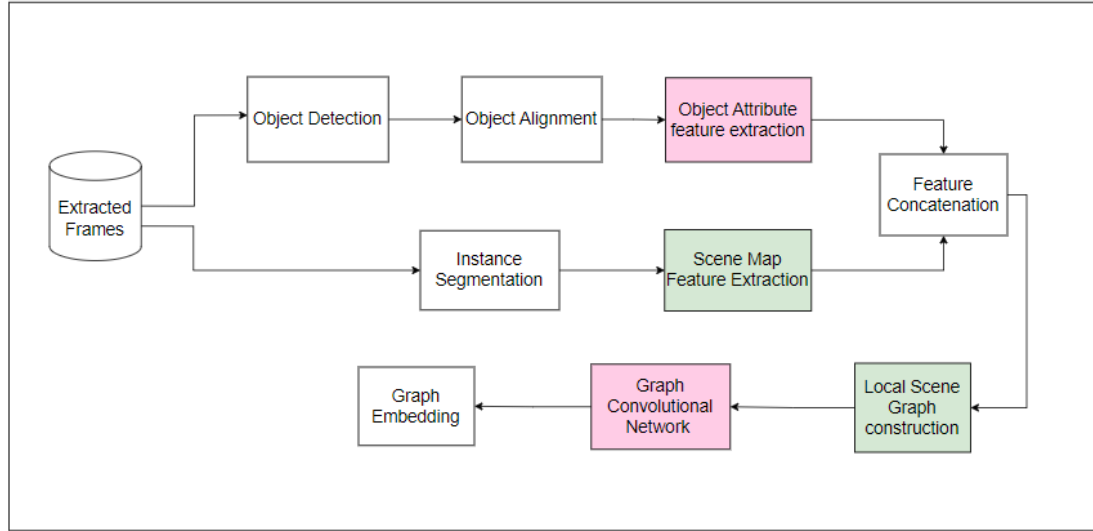 Object Detection
Object Alignment
Object Attribute
feature extraction
Extracted
Frames
Feature
Concatenation
Instance
Segmentation
Scene Map
Feature Extraction
Local Scene
Graph
construction
Graph
Convolutional
Network
Graph
Embedding